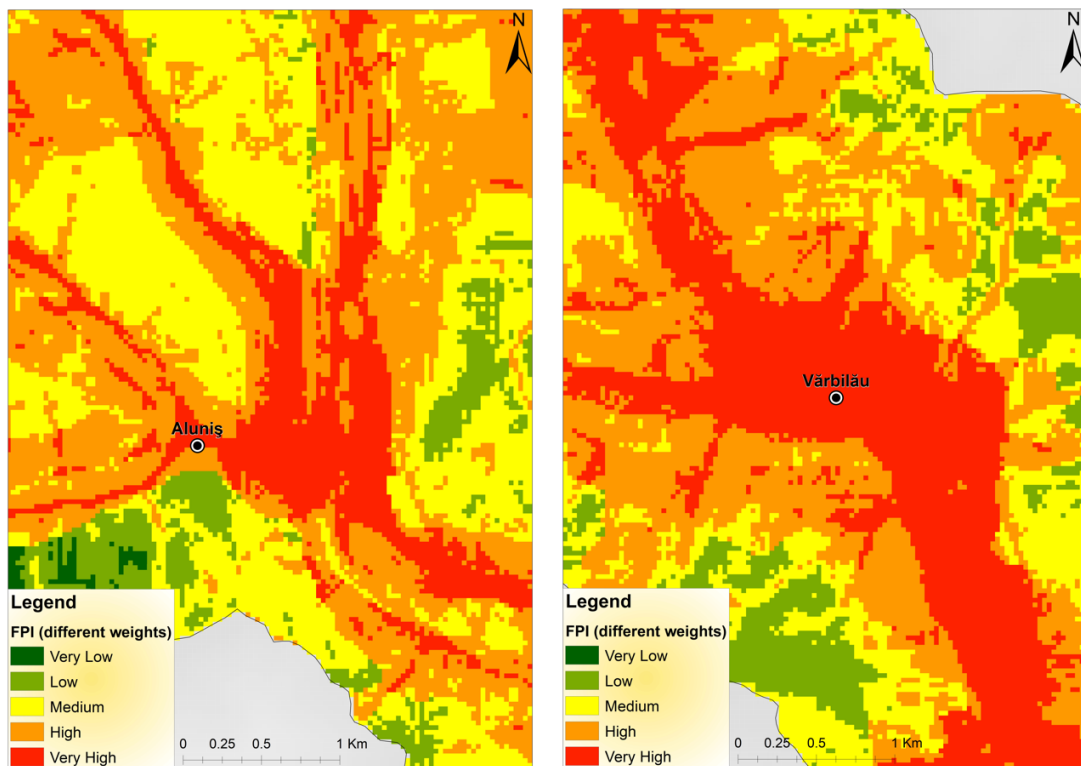 N
Aluniş
Legend
FPI (different weights)
Very Low
Low
Medium
High
Very High
0 0.25 0.5 1 Km
N
Vărbilău
Legend
FPI (different weights)
Very Low
Low
Medium
High
Very High
0 0.25 0.5 1 Km